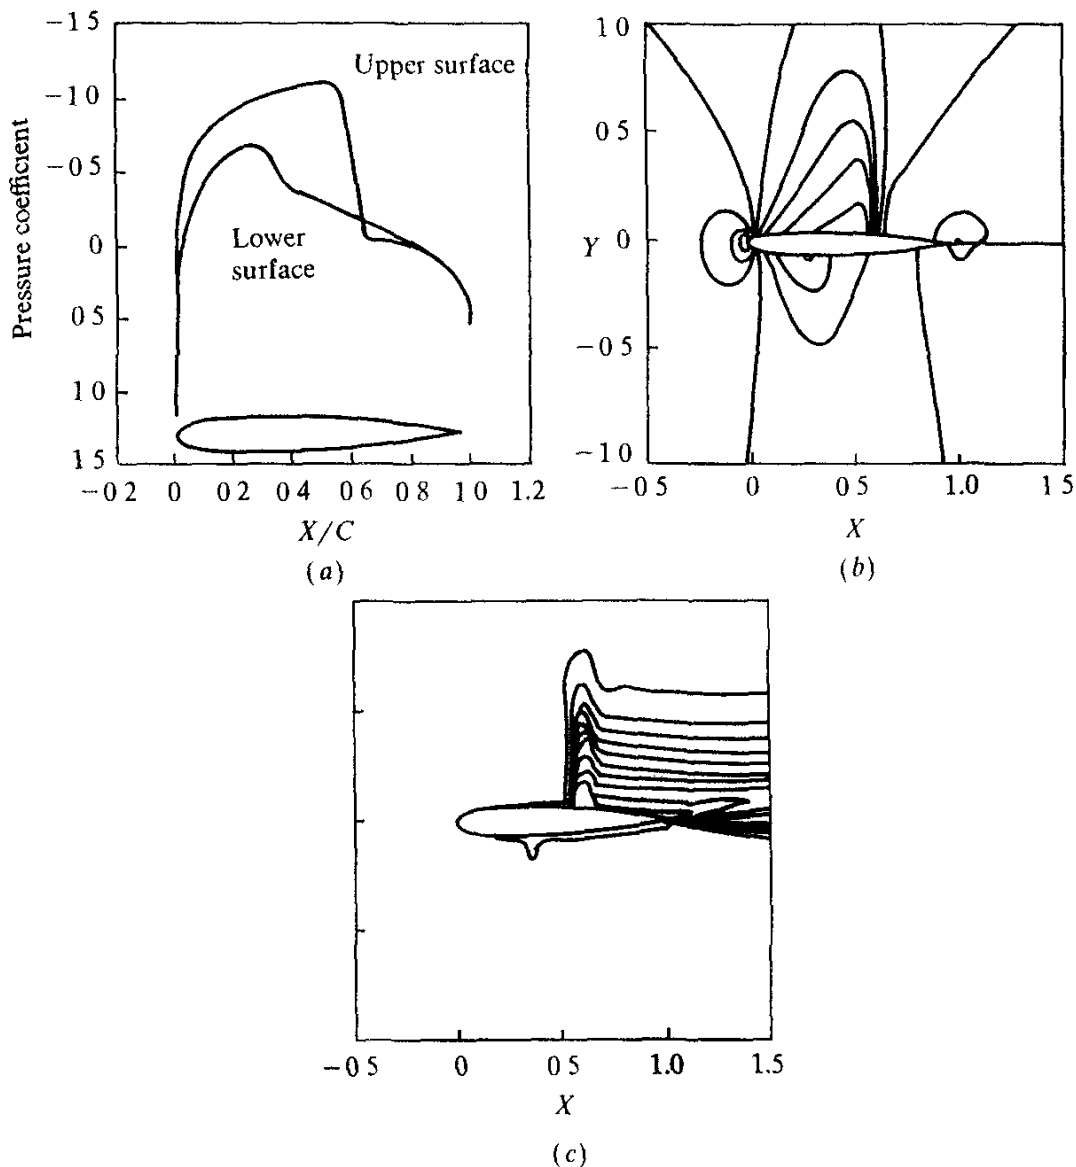 -1 5
-1 0
-0 5
0
0 5
1 0
1 5
Pressure coefficient
Upper surface
Lower
surface
-0 2 0 0 2 0 4 0 6 0 8 1 0 1.2
X/C
(a)
1 0
0 5
Y 0
-0 5
-1 0
-0 5 0 0 5 1.0 1 5
X
(b)
-0 5 0 0 5 1.0 1.5
X
(c)